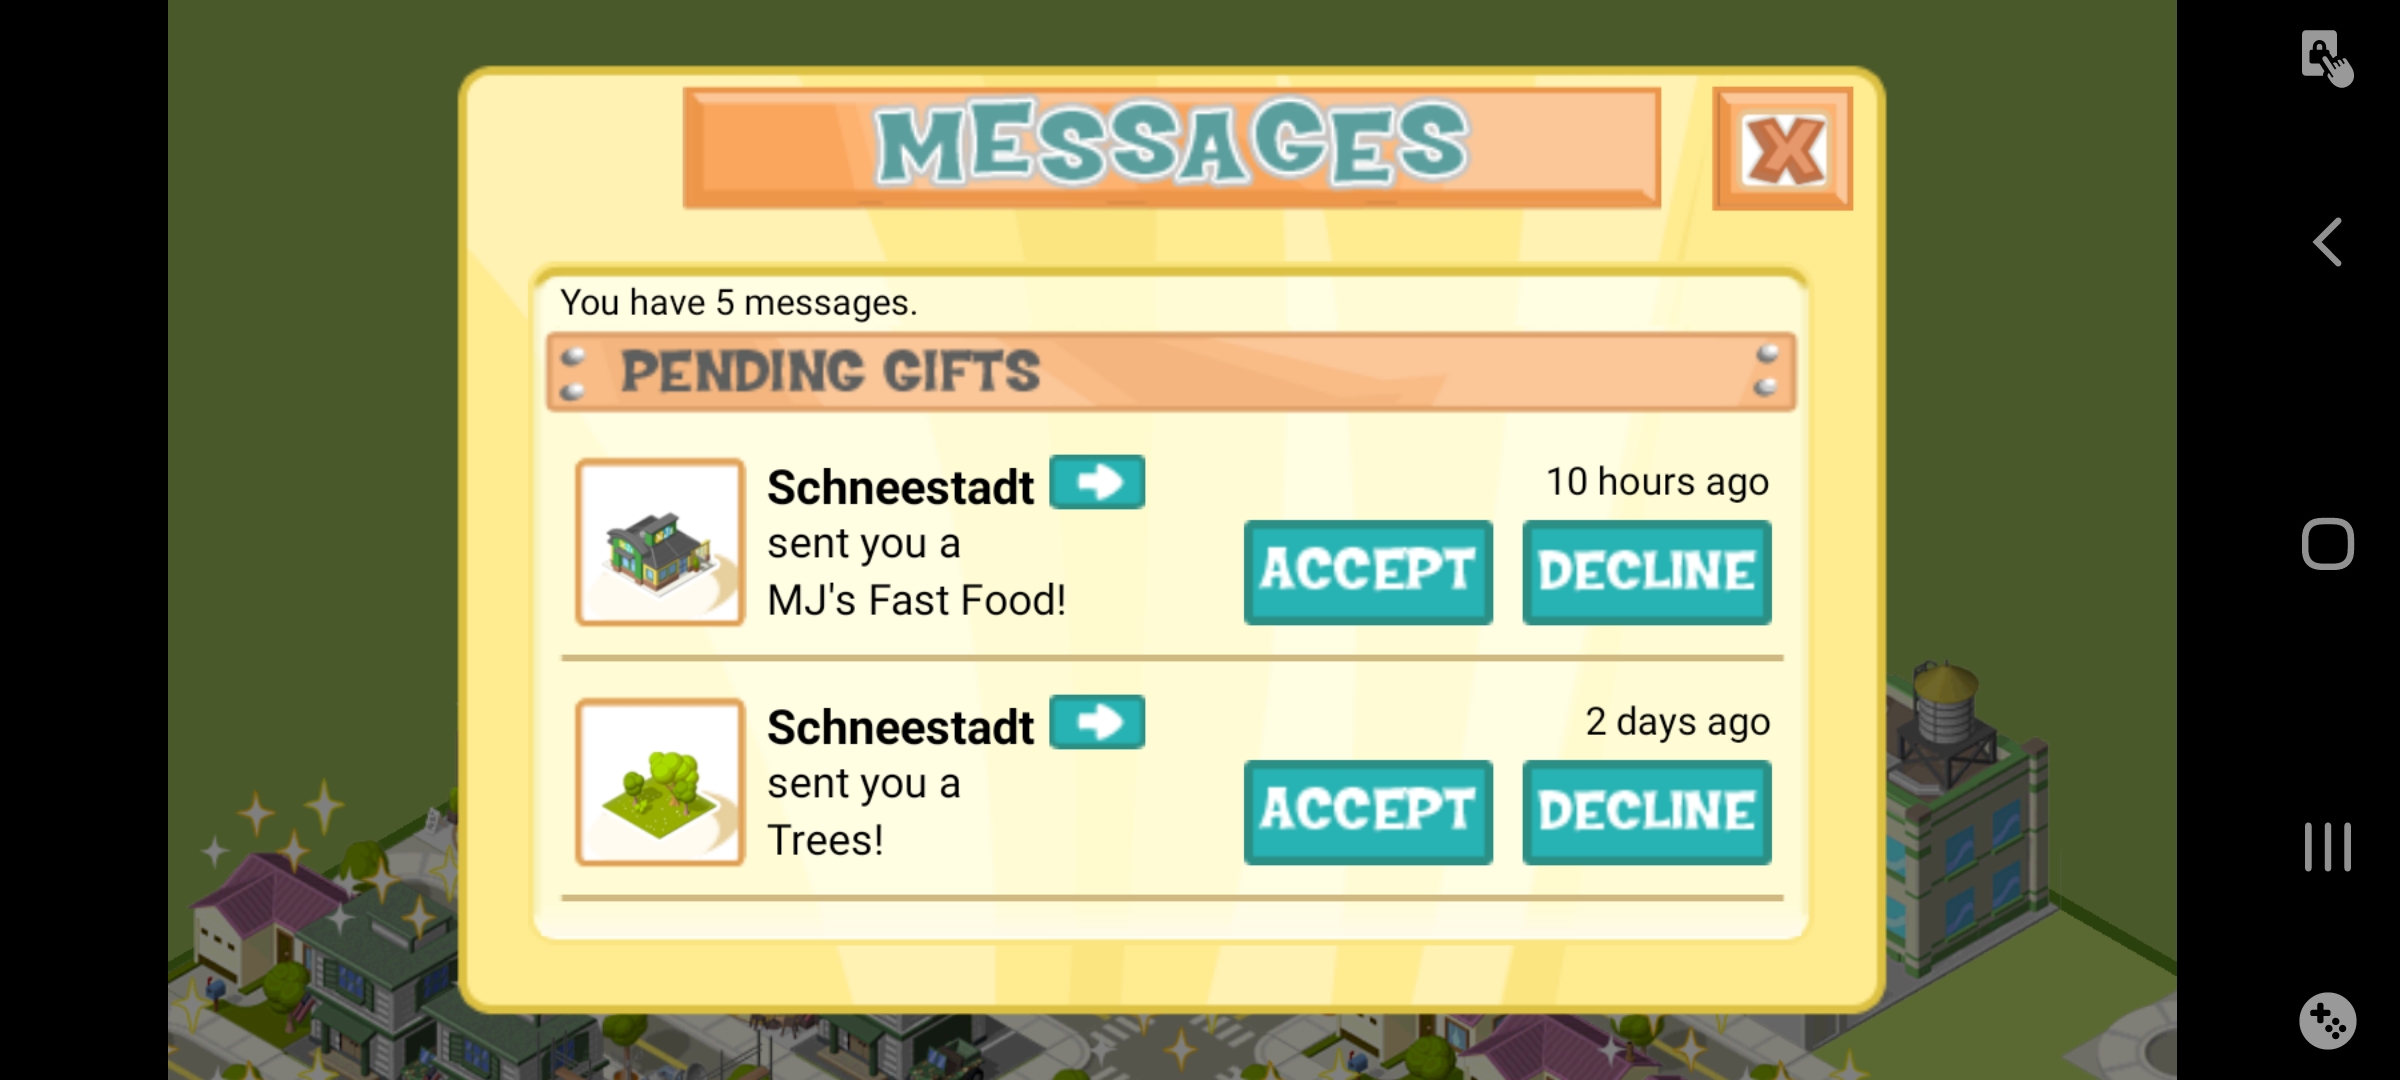 MESSAGES
X
You have 5 messages.
PENDING GIFTS
Schneestadt
10 hours ago
sent you a
MJ's Fast Food!
ACCEPT
DECLINE
Schneestadt
2 days ago
sent you a
Trees!
ACCEPT
DECLINE